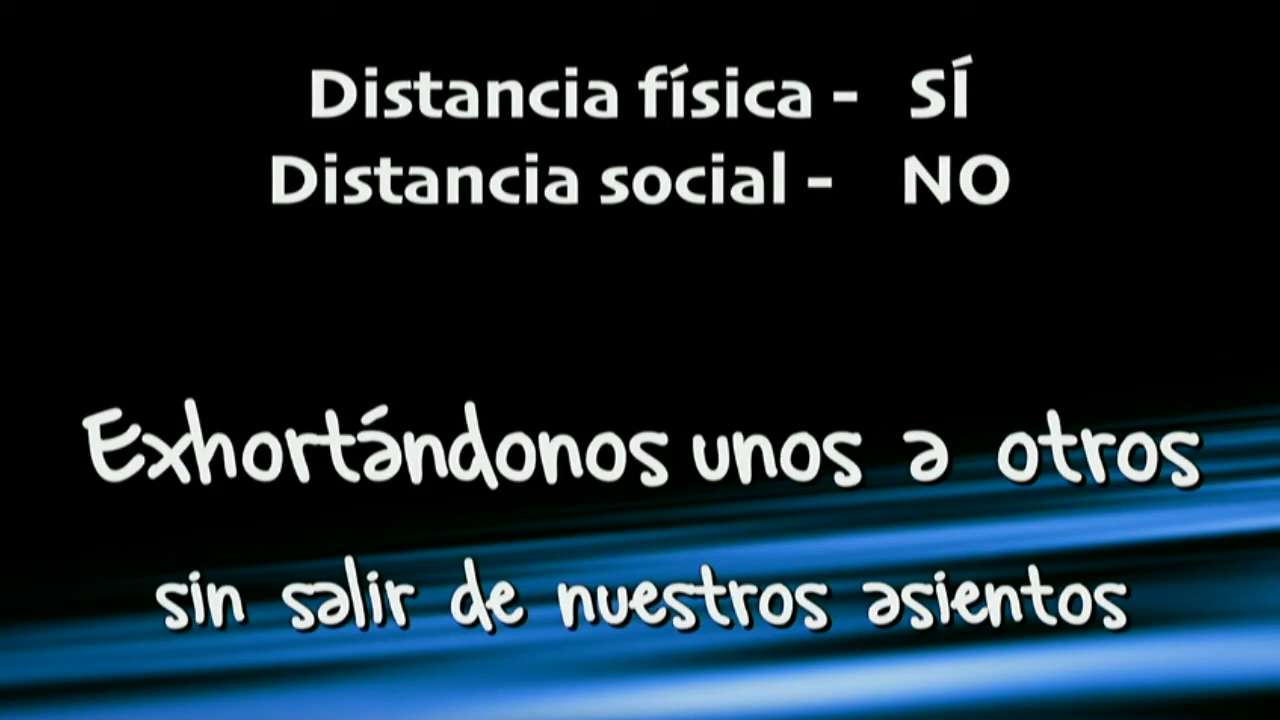 Distancia física - SÍ
Distancia social - NO
Exhortándonos unos a otros
sin salir de nuestros asientos